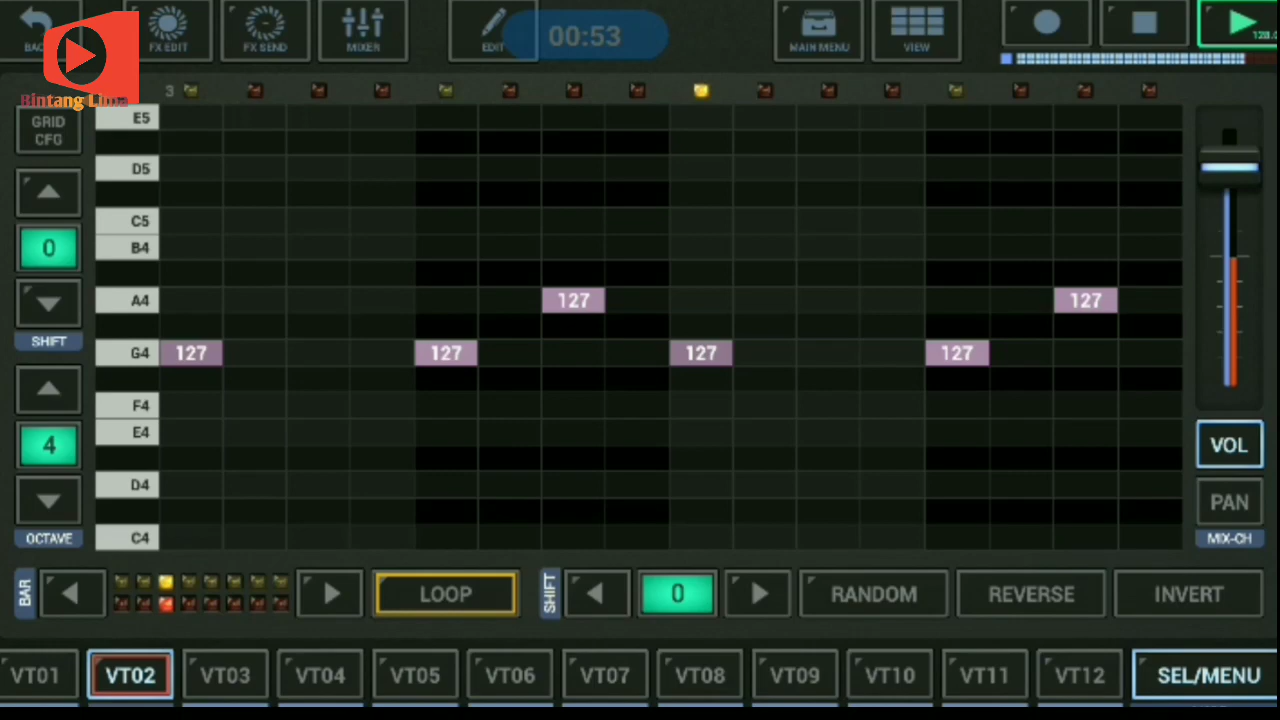 BACK
FX EDIT
FX SEND
MIXER
EDIT
00:53
MAIN MENU
VIEW
Bintang Lima
3
GRID
CFG
0
SHIFT
4
OCTAVE
E5
D5
C5
B4
A4
127
127
G4
127
127
127
127
F4
E4
D4
C4
VOL
PAN
MIX-CH
BAR
LOOP
SHIFT
0
RANDOM
REVERSE
INVERT
VT01
VT02
VT03
VT04
VT05
VT06
VT07
VT08
VT09
VT10
VT11
VT12
SEL/MENU